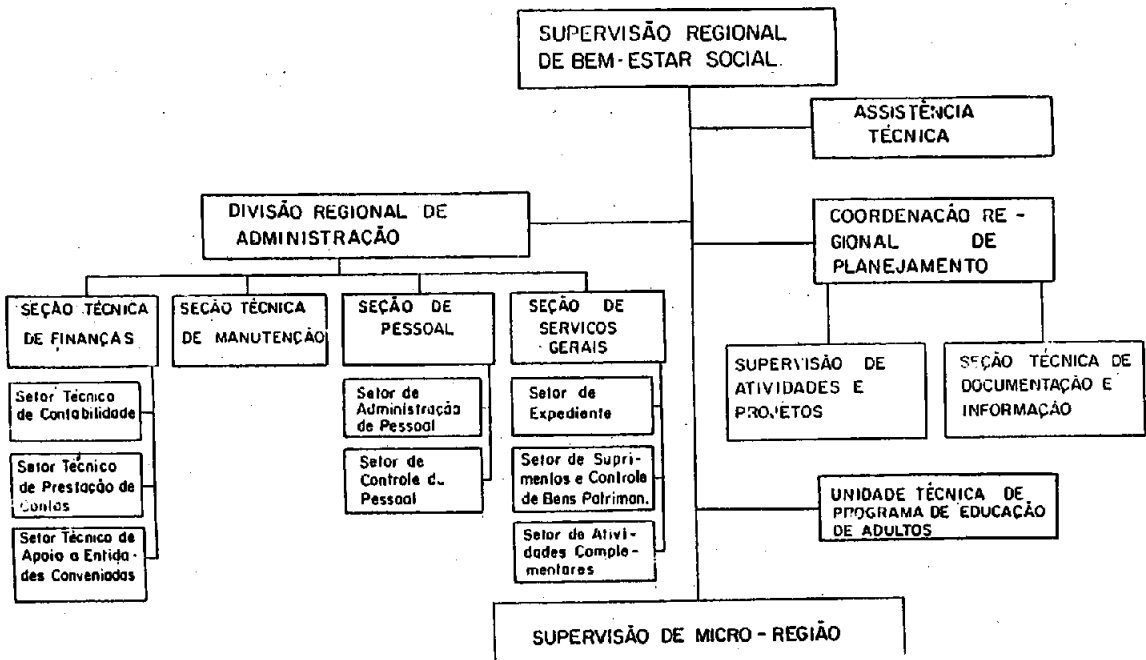 SUPERVISÃO REGIONAL
DE BEM-ESTAR SOCIAL.
ASSISTÊNCIA
TÉCNICA
DIVISÃO REGIONAL DE
ADMINISTRAÇÃO
COORDENAÇÃO RE-
GIONAL DE
PLANEJAMENTO
SEÇÃO TÉCNICA
DE FINANÇAS
SEÇÃO TÉCNICA
DE MANUTENÇÃO
SEÇÃO DE
PESSOAL
SEÇÃO DE
SERVICOS
GERAIS
SUPERVISÃO DE
ATIVIDADES E
PROJETOS
SEÇÃO TÉCNICA DE
DOCUMENTAÇÃO E
INFORMAÇÃO
Setor Técnico
de Contabilidade
Setor Técnico
de Prestação de
Contas
Setor Técnico de
Apoio a Entida-
des Conveniadas
Setor de
Administração
de Pessoal
Setor de
Controle de
Pessoal
Setor de
Expediente
Setor de Supri-
mentos e Controle
de Bens Patriman.
Setor de Ativi-
dades Comple-
mentares
UNIDADE TÉCNICA DE
PROGRAMA DE EDUCAÇÃO
DE ADULTOS
SUPERVISÃO DE MICRO-REGIÃO